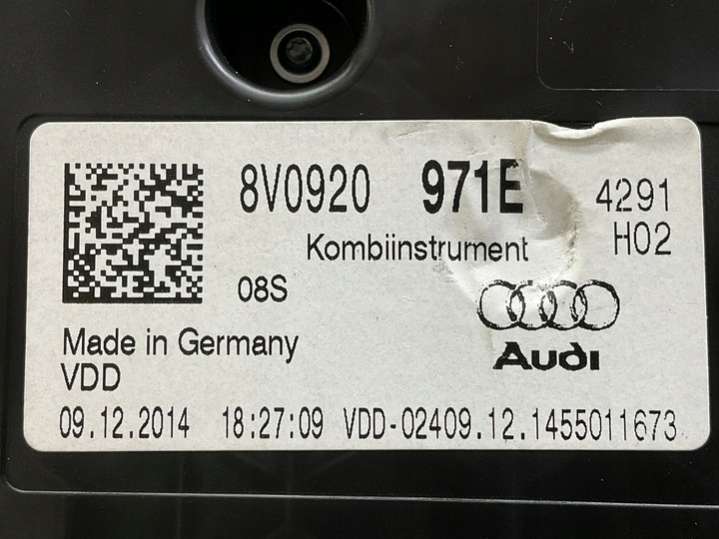 8V0920 971E 4291
Kombiinstrument H02
08S
Audi
Made in Germany
VDD
09.12.2014 18:27:09 VDD-02409.12.1455011673